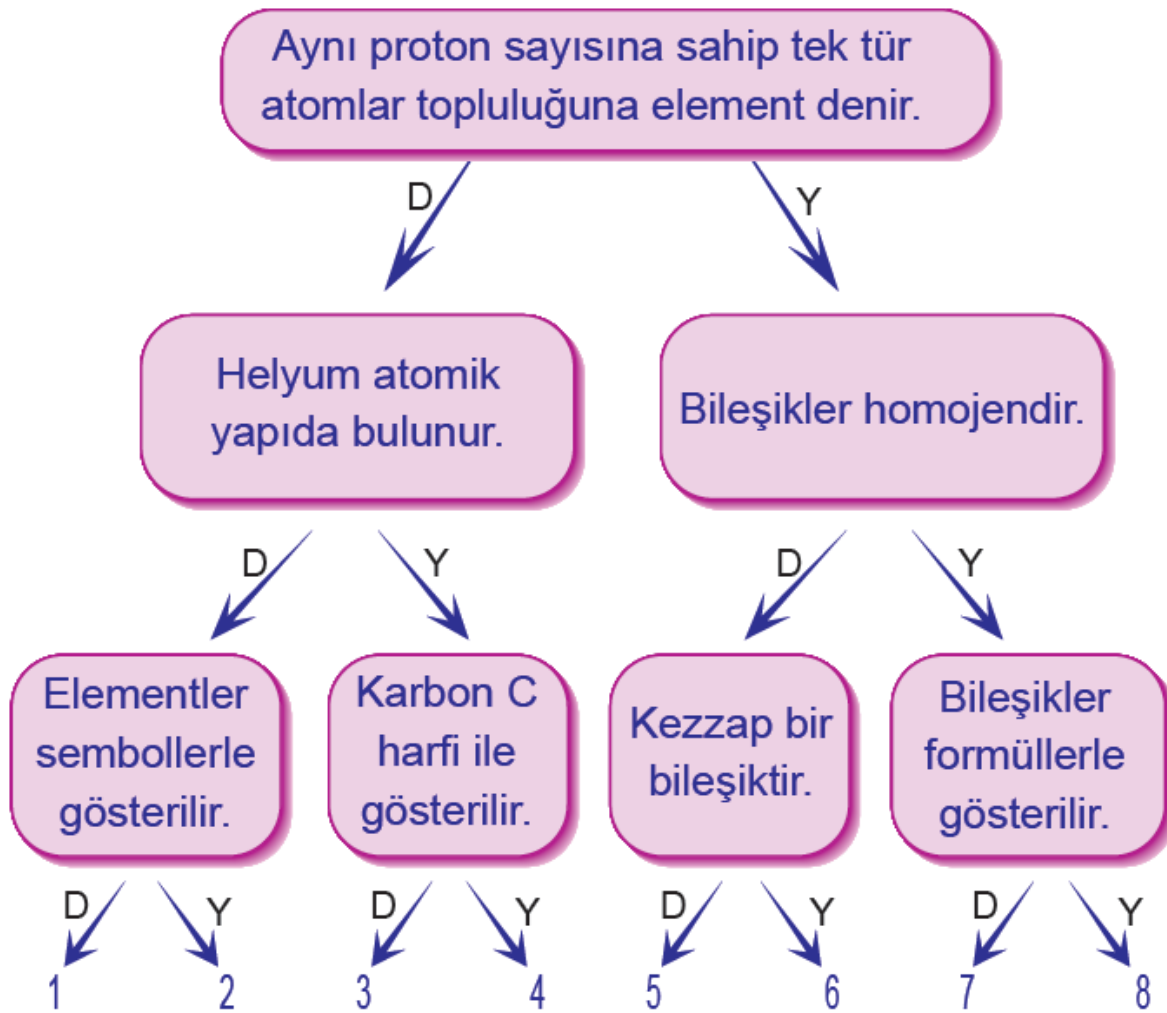 Aynı proton sayısına sahip tek tür
atomlar topluluğuna element denir.
D
Y
Helyum atomik
yapıda bulunur.
Bileşikler homojendir.
D
Y
D
Y
Elementler
sembollerle
gösterilir.
Karbon C
harfi ile
gösterilir.
Kezzap bir
bileşiktir.
Bileşikler
formüllerle
gösterilir.
D
Y
D
Y
D
Y
D
Y
1
2
3
4
5
6
7
8